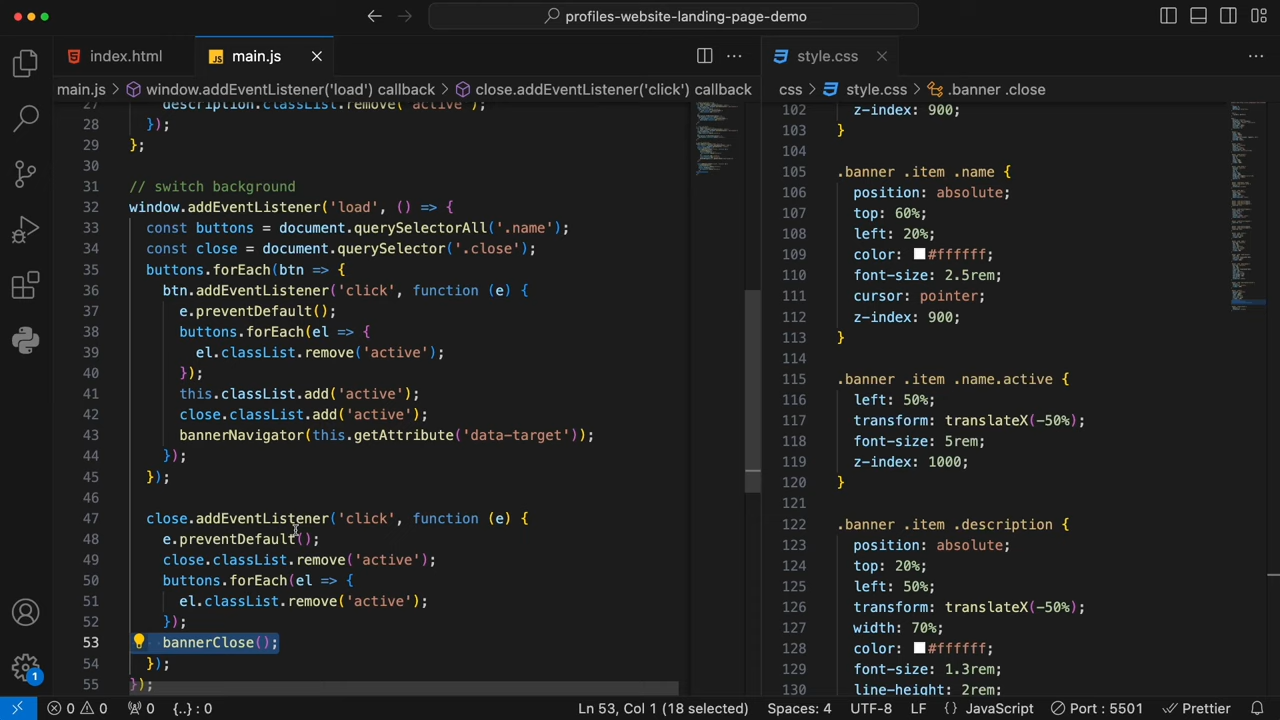 profiles-website-landing-page-demo
index.html
main.js
style.css
main.js > window.addEventListener('load') callback > close.addEventListener('click') callback
css > style.css > .banner .close
27 description.classList.remove('active');
28 });
29 };
30
31 // switch background
32 window.addEventListener('load', () => {
33 const buttons = document.querySelectorAll('.name');
34 const close = document.querySelector('.close');
35 buttons.forEach(btn => {
36 btn.addEventListener('click', function (e) {
37 e.preventDefault();
38 buttons.forEach(el => {
39 el.classList.remove('active');
40 });
41 this.classList.add('active');
42 close.classList.add('active');
43 bannerNavigator(this.getAttribute('data-target'));
44 });
45 });
46
47 close.addEventListener('click', function (e) {
48 e.preventDefault();
49 close.classList.remove('active');
50 buttons.forEach(el => {
51 el.classList.remove('active');
52 });
53 bannerClose();
54 });
55 });
102 z-index: 900;
103 }
104
105 .banner .item .name {
106 position: absolute;
107 top: 60%;
108 left: 20%;
109 color: #ffffff;
110 font-size: 2.5rem;
111 cursor: pointer;
112 z-index: 900;
113 }
114
115 .banner .item .name.active {
116 left: 50%;
117 transform: translateX(-50%);
118 font-size: 5rem;
119 z-index: 1000;
120 }
121
122 .banner .item .description {
123 position: absolute;
124 top: 20%;
125 left: 50%;
126 transform: translateX(-50%);
127 width: 70%;
128 color: #ffffff;
129 font-size: 1.3rem;
130 line-height: 2rem;
1
0 0 0 {..} : 0 Ln 53, Col 1 (18 selected) Spaces: 4 UTF-8 LF {} JavaScript Port : 5501 Prettier